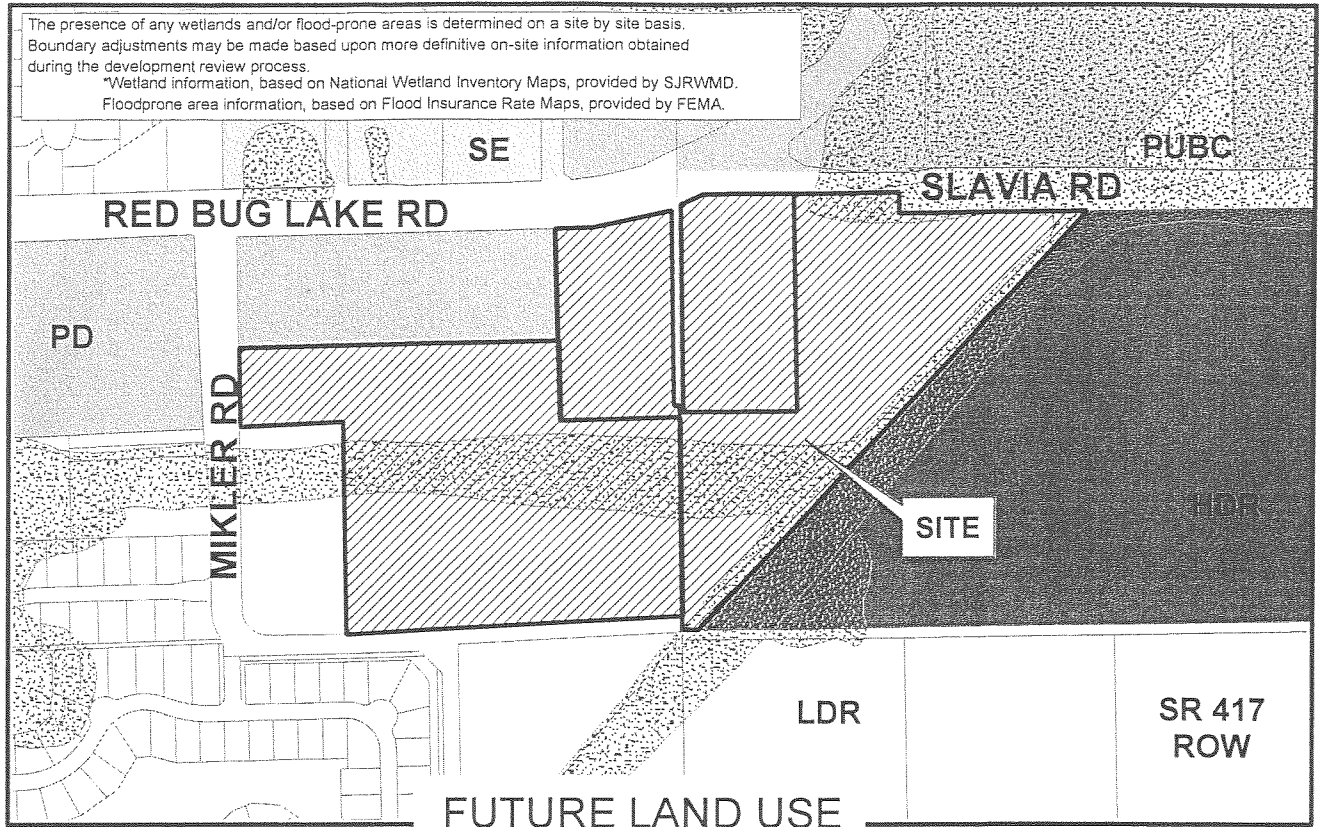 The presence of any wetlands and/or flood-prone areas is determined on a site by site basis.
Boundary adjustments may be made based upon more definitive on-site information obtained
during the development review process.
*Wetland information, based on National Wetland Inventory Maps, provided by SJRWMD.
Floodprone area information, based on Flood Insurance Rate Maps, provided by FEMA.
SE
PUBC
SLAVIA RD
RED BUG LAKE RD
PD
MIKLER RD
HDR
SITE
LDR
SR 417
ROW
FUTURE LAND USE